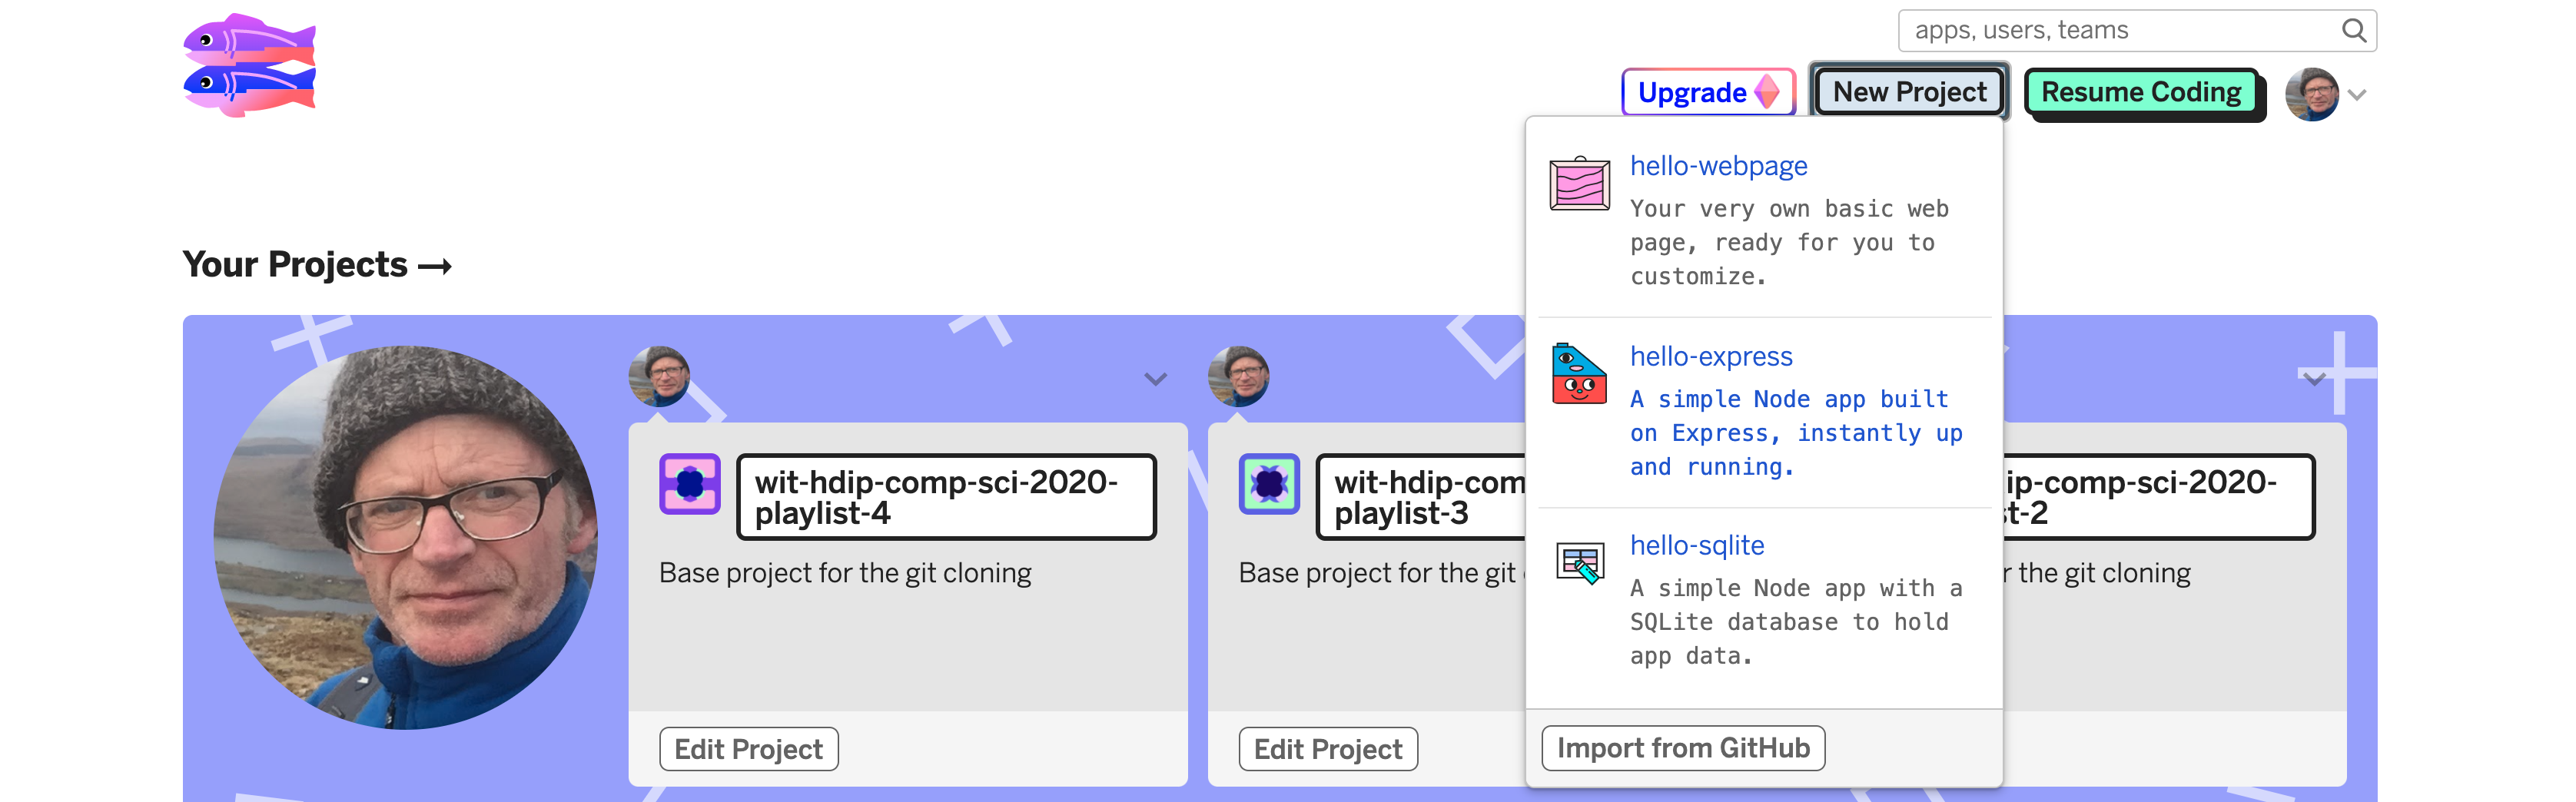 apps, users, teams
Upgrade
New Project
Resume Coding
Your Projects →
hello-webpage
Your very own basic web
page, ready for you to
customize.
hello-express
A simple Node app built
on Express, instantly up
and running.
hello-sqlite
A simple Node app with a
SQLite database to hold
app data.
Import from GitHub
wit-hdip-comp-sci-2020-
playlist-4
Base project for the git cloning
Edit Project
wit-hdip-com
playlist-3
Base project for the git
Edit Project
ip-comp-sci-2020-
t-2
the git cloning